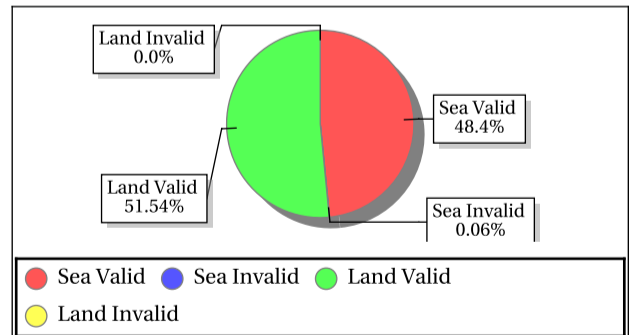 Land Invalid
0.0%
Sea Valid
48.4%
Land Valid
51.54%
Sea Invalid
0.06%
Sea Valid Sea Invalid Land Valid
Land Invalid